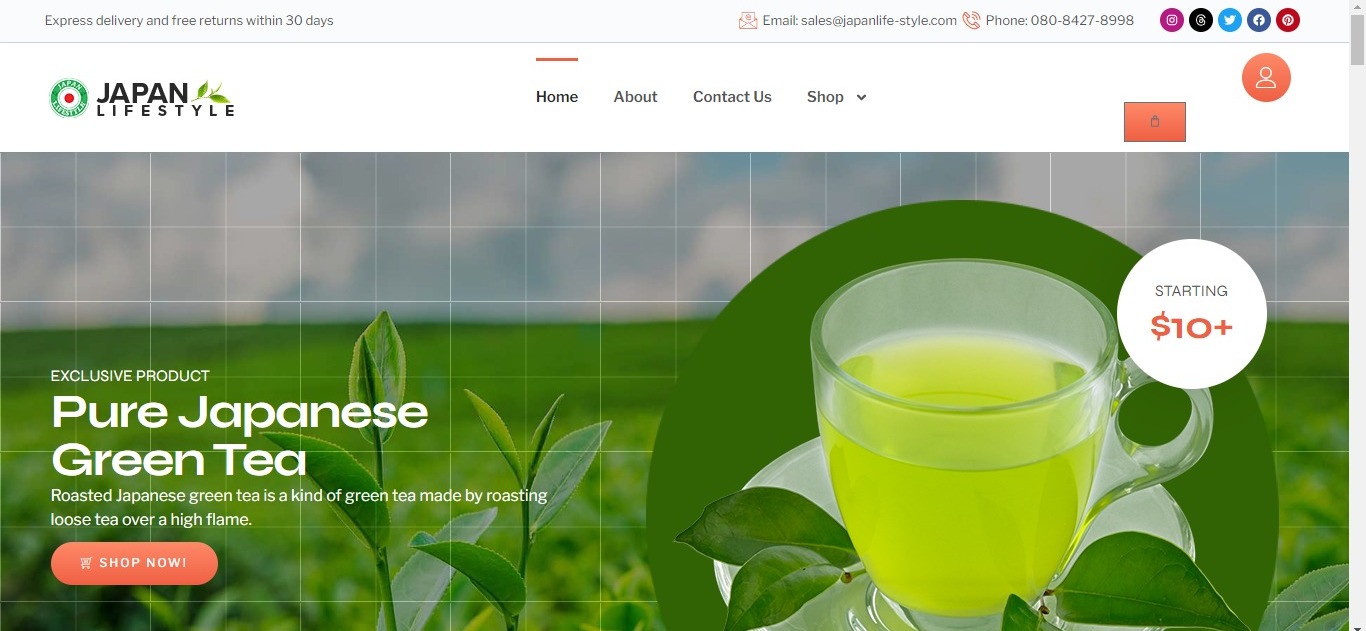 Express delivery and free returns within 30 days
Email: sales@japanlife-style.com Phone: 080-8427-8998
JAPAN
LIFESTYLE
JAPAN
LIFESTYLE
Home About Contact Us Shop
STARTING
$10+
EXCLUSIVE PRODUCT
Pure Japanese
Green Tea
Roasted Japanese green tea is a kind of green tea made by roasting
loose tea over a high flame.
SHOP NOW!